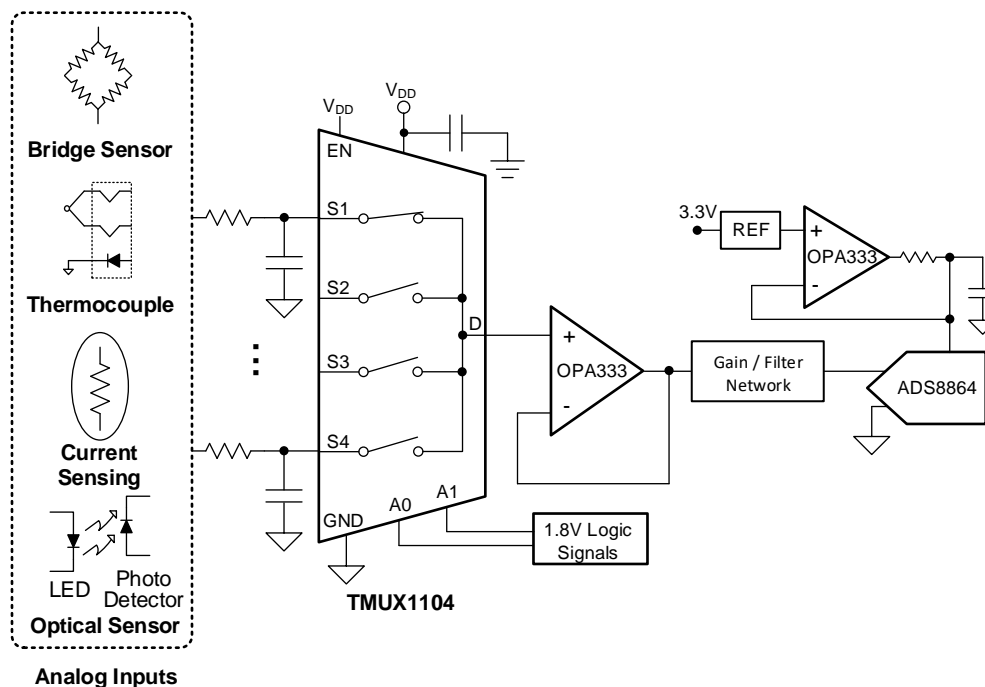 Bridge Sensor
Thermocouple
Current
Sensing
LED
Photo
Detector
Optical Sensor
Analog Inputs
VDD
VDD
EN
S1
S2
S3
S4
D
GND
A0
A1
TMUX1104
1.8V Logic
Signals
+
OPA333
-
Gain / Filter
Network
3.3V
REF
+
OPA333
-
ADS8864